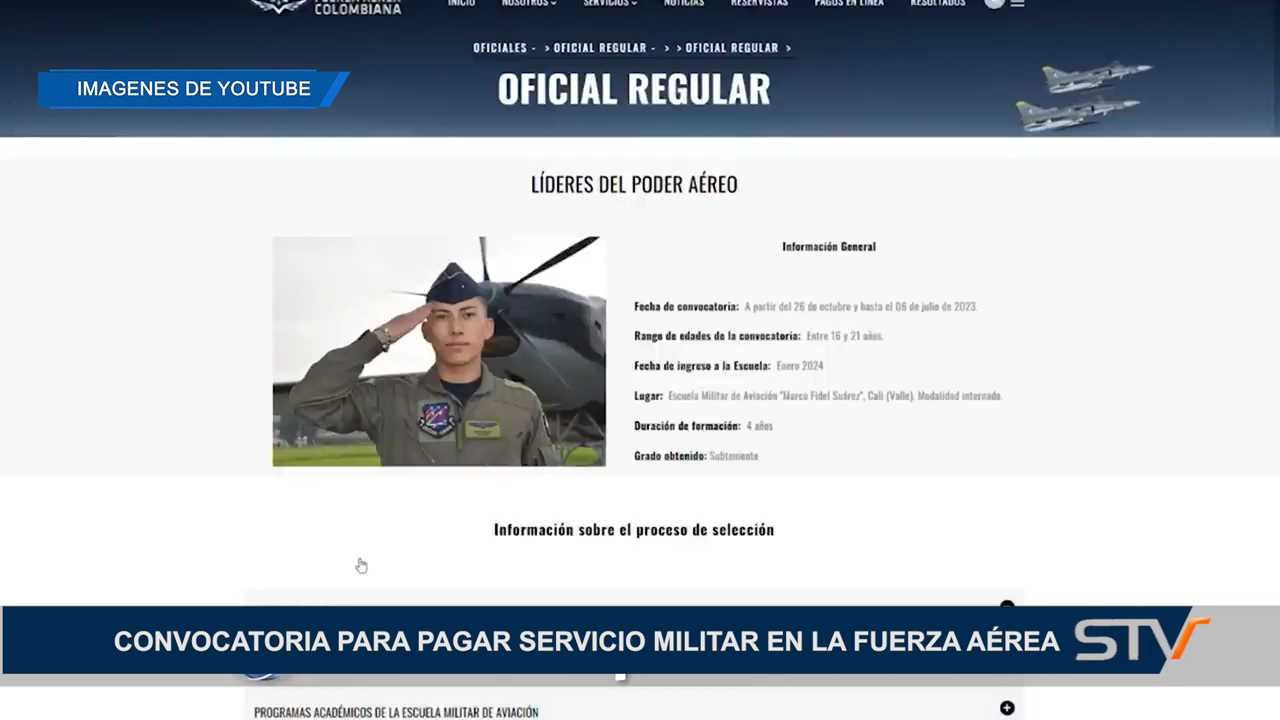 FUERZA AÉREA
COLOMBIANA
INICIO NOSOTROS SERVICIOS NOTICIAS RESERVISTAS PAGOS EN LÍNEA RESULTADOS
OFICIALES - > OFICIAL REGULAR - > > OFICIAL REGULAR >
IMAGENES DE YOUTUBE
OFICIAL REGULAR
LÍDERES DEL PODER AÉREO
Información General
Fecha de convocatoria: A partir del 26 de octubre y hasta el 06 de julio de 2023.
Rango de edades de la convocatoria: Entre 16 y 21 años.
Fecha de ingreso a la Escuela: Enero 2024
Lugar: Escuela Militar de Aviación "Marco Fidel Suárez", Cali (Valle). Modalidad internado.
Duración de formación: 4 años
Grado obtenido: Subteniente
Información sobre el proceso de selección
CONVOCATORIA PARA PAGAR SERVICIO MILITAR EN LA FUERZA AÉREA
STV
PROGRAMAS ACADÉMICOS DE LA ESCUELA MILITAR DE AVIACIÓN